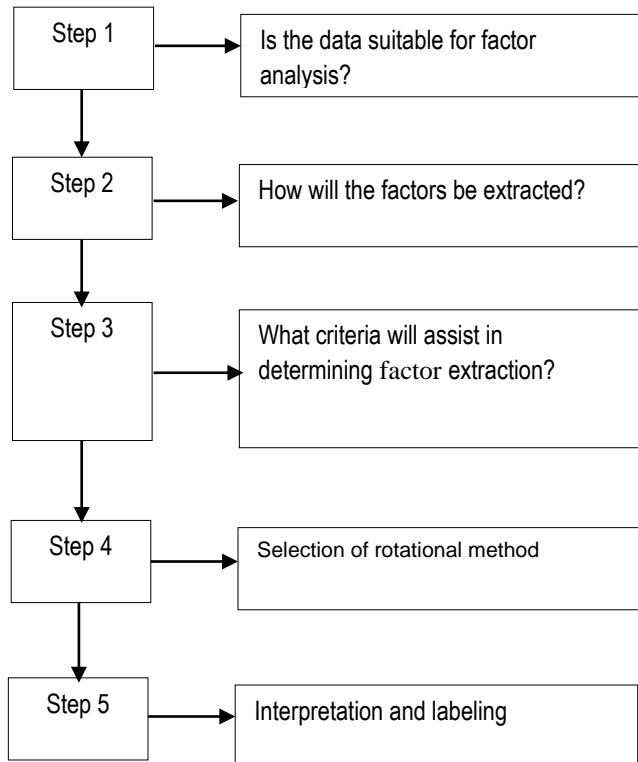 Step 1
Is the data suitable for factor
analysis?
Step 2
How will the factors be extracted?
Step 3
What criteria will assist in
determining factor extraction?
Step 4
Selection of rotational method
Step 5
Interpretation and labeling